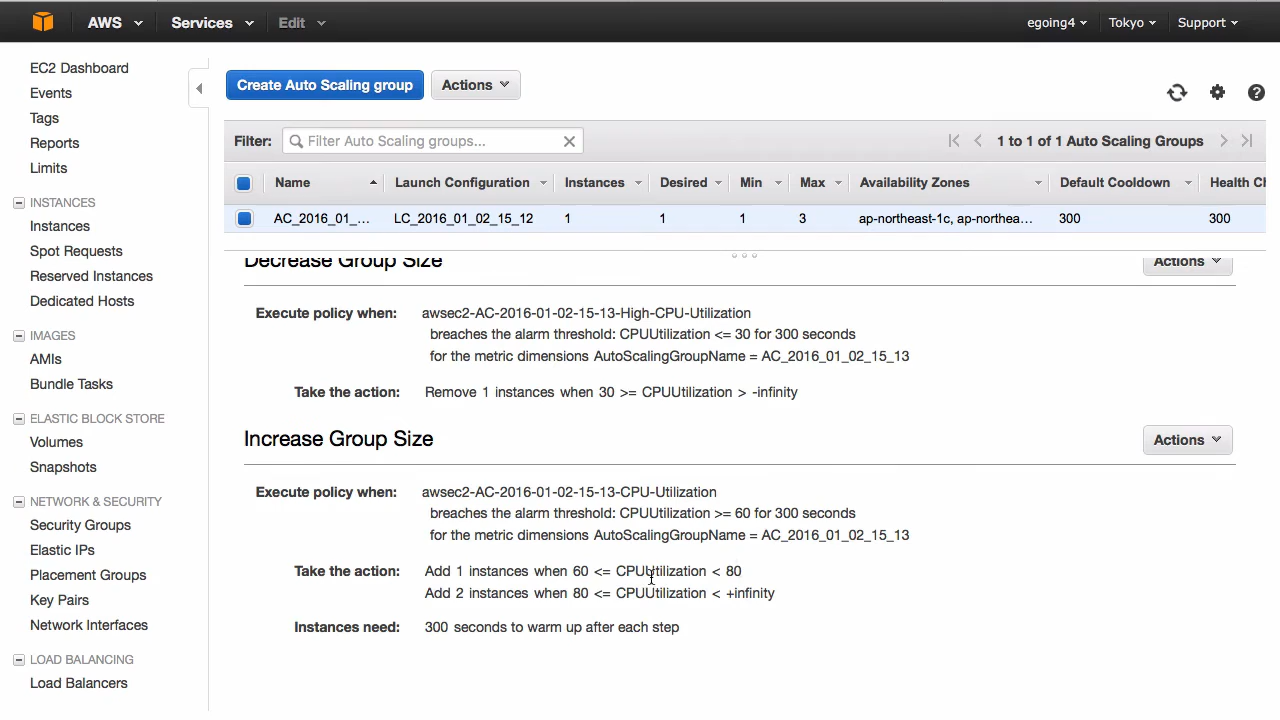 AWS Services Edit egoing4 Tokyo Support
EC2 Dashboard
Events
Tags
Reports
Limits
INSTANCES
Instances
Spot Requests
Reserved Instances
Dedicated Hosts
IMAGES
AMIs
Bundle Tasks
ELASTIC BLOCK STORE
Volumes
Snapshots
NETWORK & SECURITY
Security Groups
Elastic IPs
Placement Groups
Key Pairs
Network Interfaces
LOAD BALANCING
Load Balancers
Create Auto Scaling group Actions
Filter: Filter Auto Scaling groups... 1 to 1 of 1 Auto Scaling Groups
Name Launch Configuration Instances Desired Min Max Availability Zones Default Cooldown Health Ch
AC_2016_01_... LC_2016_01_02_15_12 1 1 1 3 ap-northeast-1c, ap-northea... 300 300
Decrease Group Size Actions
Execute policy when: awsec2-AC-2016-01-02-15-13-High-CPU-Utilization
breaches the alarm threshold: CPUUtilization <= 30 for 300 seconds
for the metric dimensions AutoScalingGroupName = AC_2016_01_02_15_13
Take the action: Remove 1 instances when 30 >= CPUUtilization > -infinity
Increase Group Size Actions
Execute policy when: awsec2-AC-2016-01-02-15-13-CPU-Utilization
breaches the alarm threshold: CPUUtilization >= 60 for 300 seconds
for the metric dimensions AutoScalingGroupName = AC_2016_01_02_15_13
Take the action: Add 1 instances when 60 <= CPUUtilization < 80
Add 2 instances when 80 <= CPUUtilization < +infinity
Instances need: 300 seconds to warm up after each step